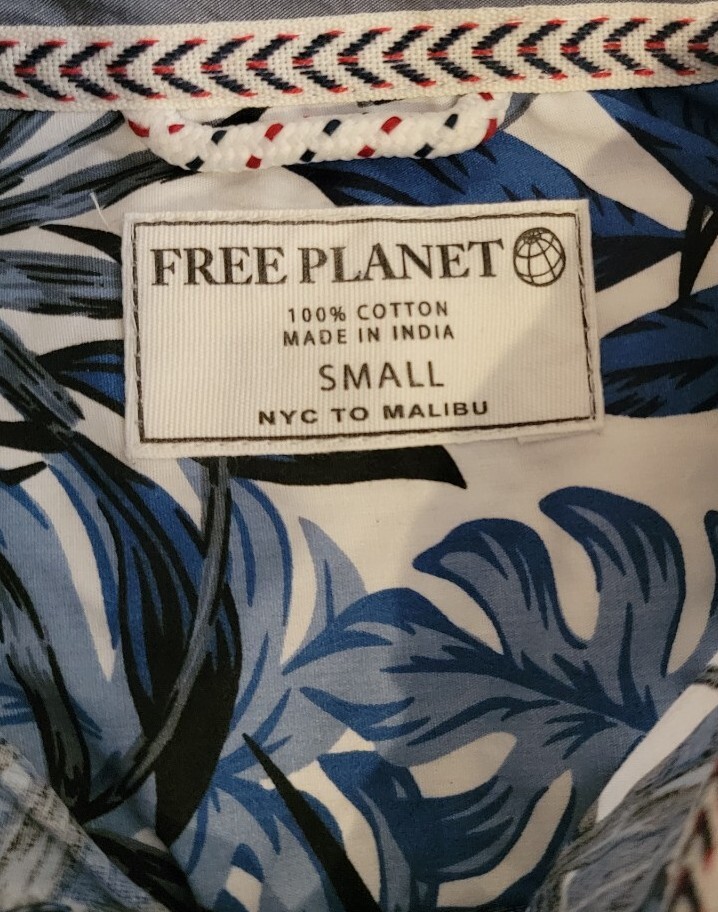 FREE PLANET
100% COTTON
MADE IN INDIA
SMALL
NYC TO MALIBU